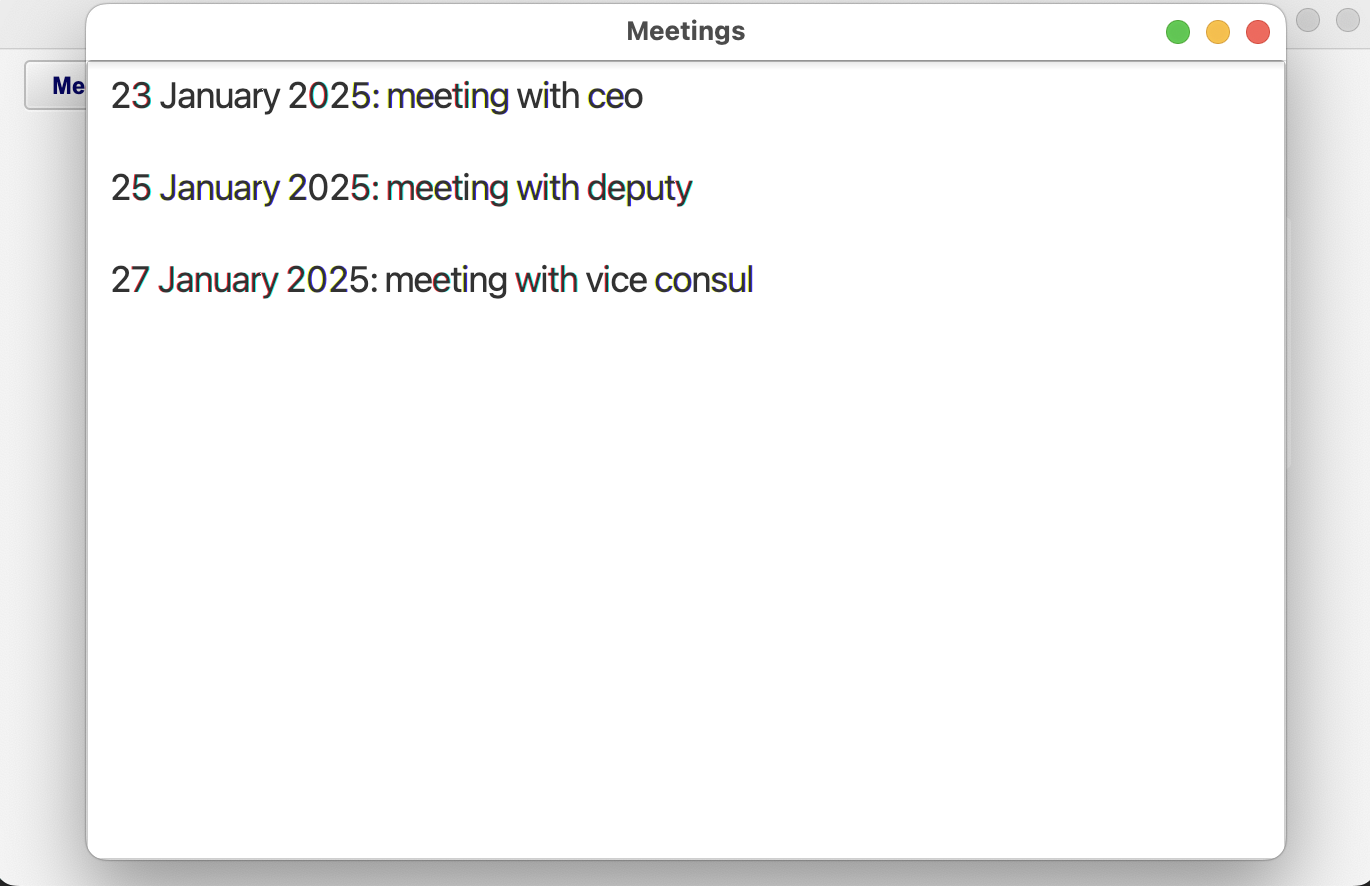 Meetings
Me
23 January 2025: meeting with ceo
25 January 2025: meeting with deputy
27 January 2025: meeting with vice consul